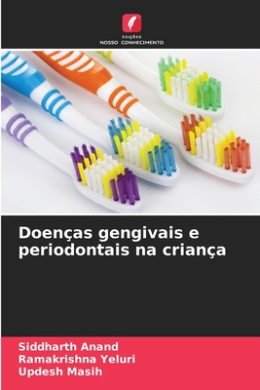 edições
NOSSO CONHECIMENTO
Doenças gengivais e
periodontais na criança
Siddharth Anand
Ramakrishna Yeluri
Updesh Masih